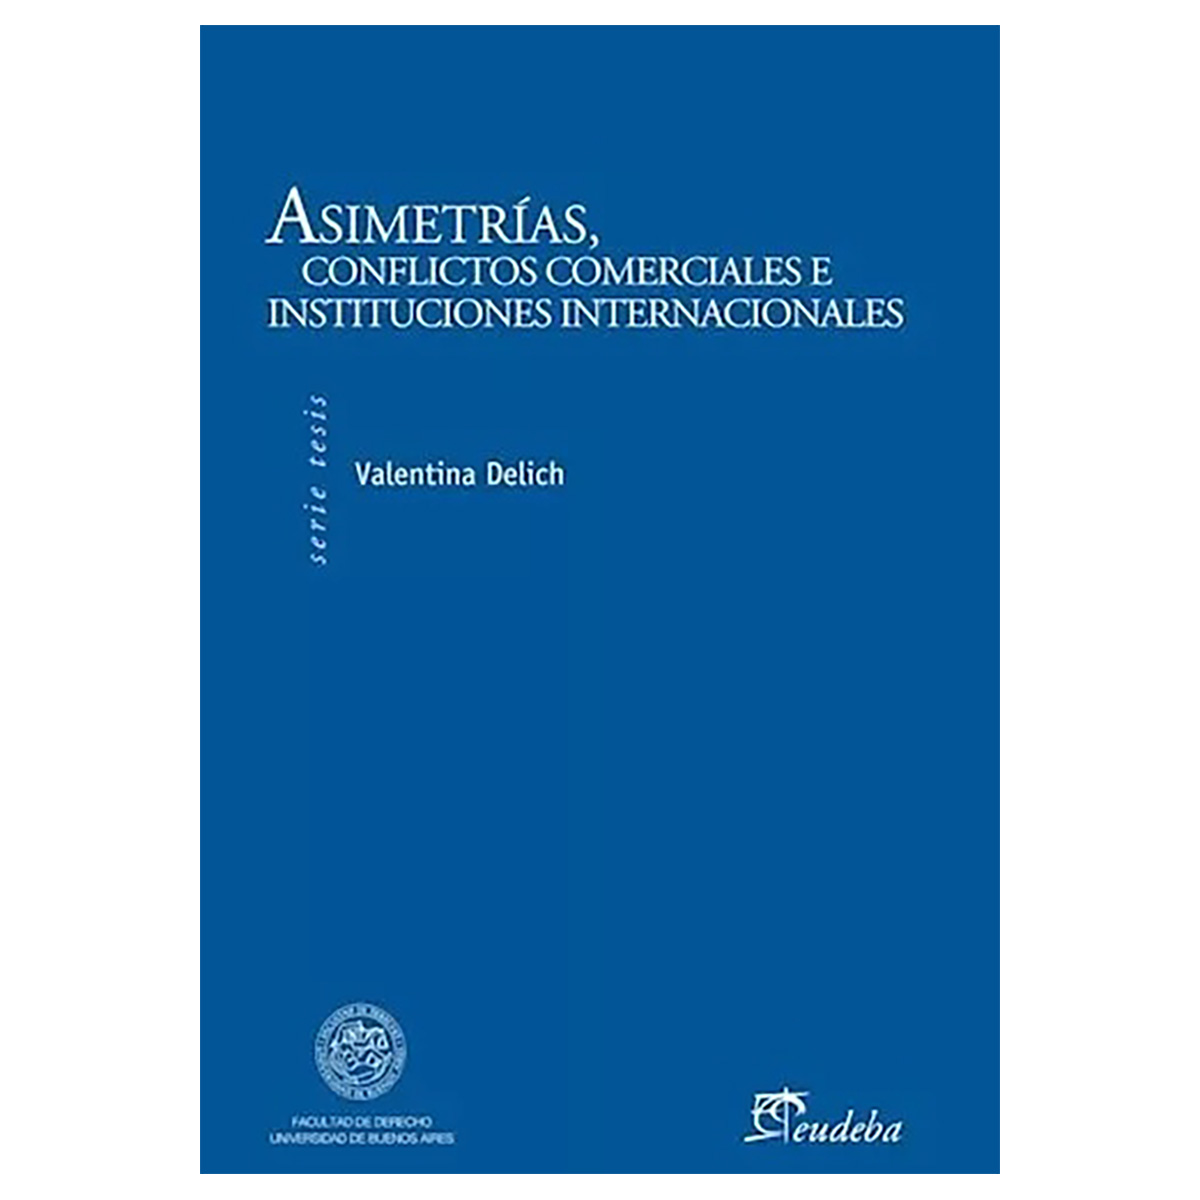 ASIMETRÍAS,
CONFLICTOS COMERCIALES E
INSTITUCIONES INTERNACIONALES
serie tesis
Valentina Delich
FACULTAD DE DERECHO
UNIVERSIDAD DE BUENOS AIRES
eudeba